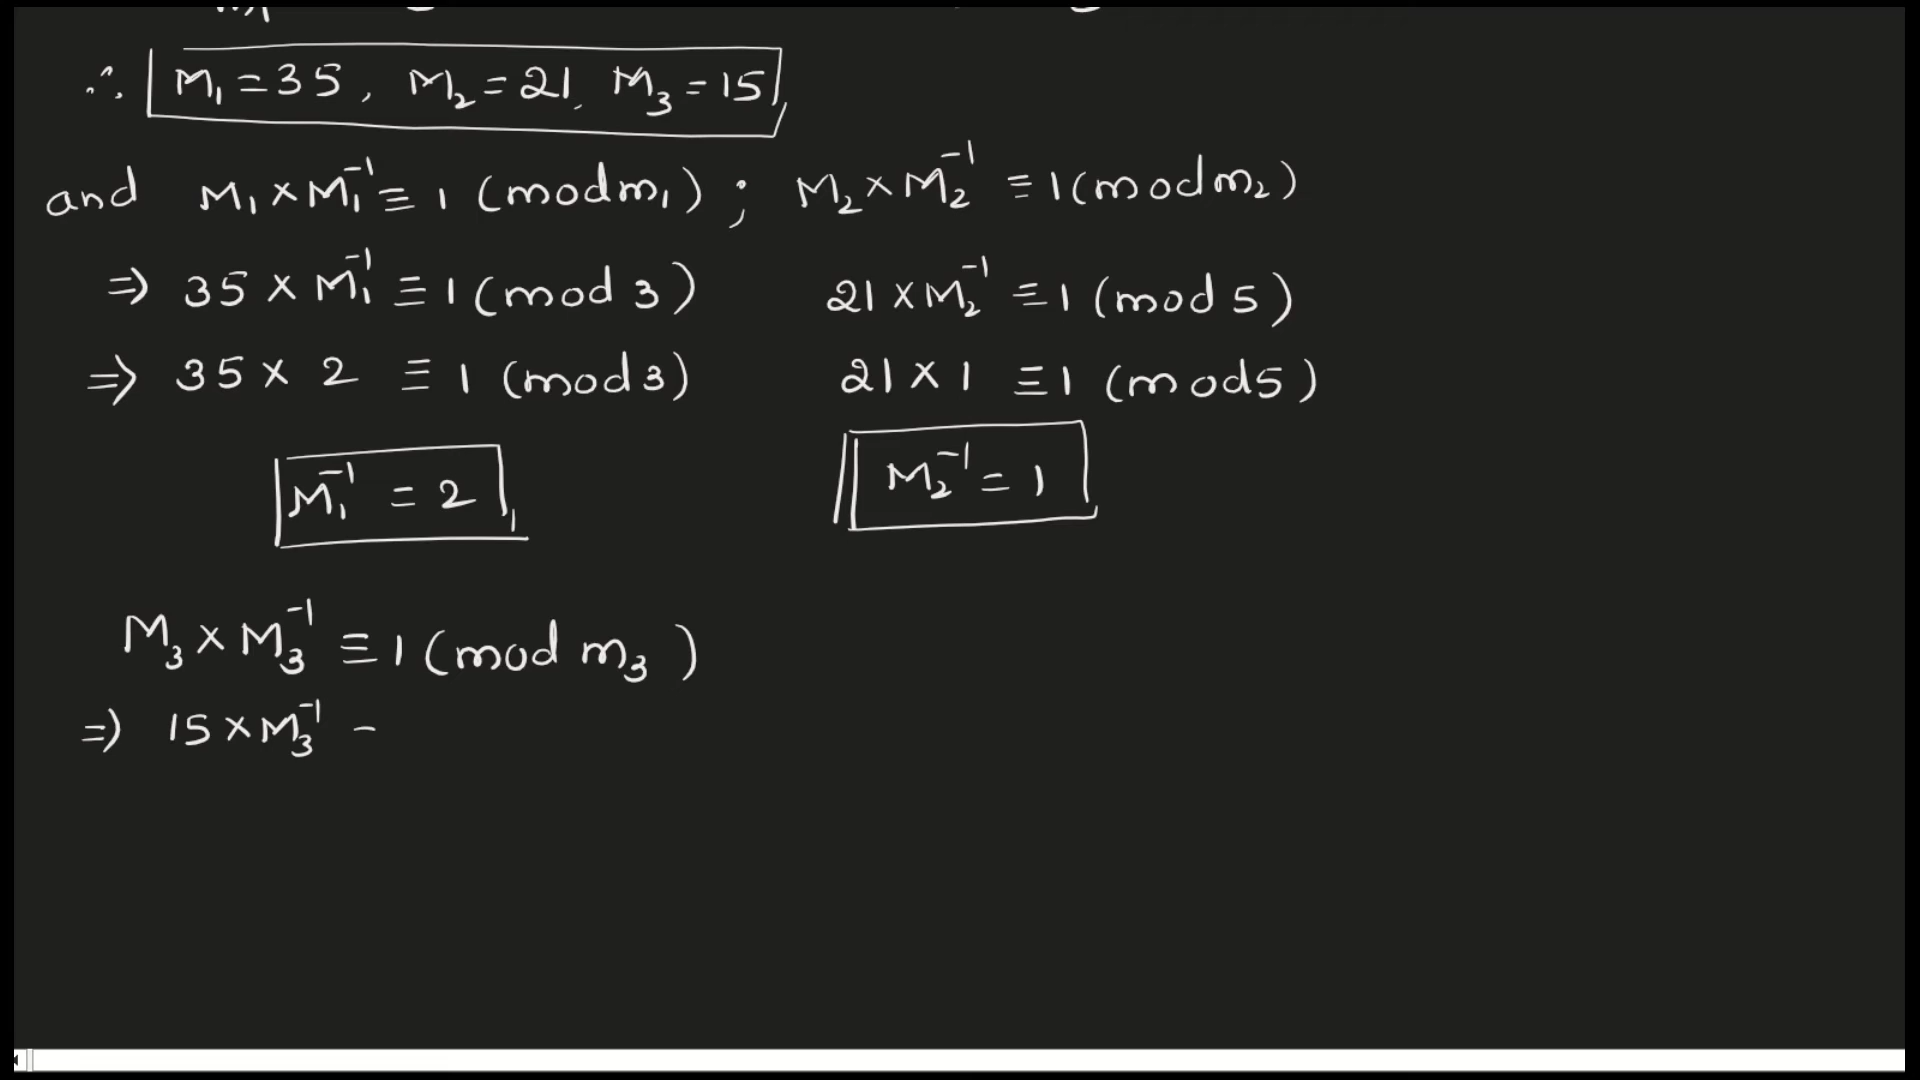 ∴ M₁ = 35, M₂ = 21, M₃ = 15
and M₁ × M₁⁻¹ ≡ 1 (mod m₁) ; M₂ × M₂⁻¹ ≡ 1 (mod m₂)
⇒ 35 × M₁⁻¹ ≡ 1 (mod 3) 21 × M₂⁻¹ ≡ 1 (mod 5)
⇒ 35 × 2 ≡ 1 (mod 3) 21 × 1 ≡ 1 (mod 5)
M₁⁻¹ = 2 M₂⁻¹ = 1
M₃ × M₃⁻¹ ≡ 1 (mod m₃)
⇒ 15 × M₃⁻¹ -